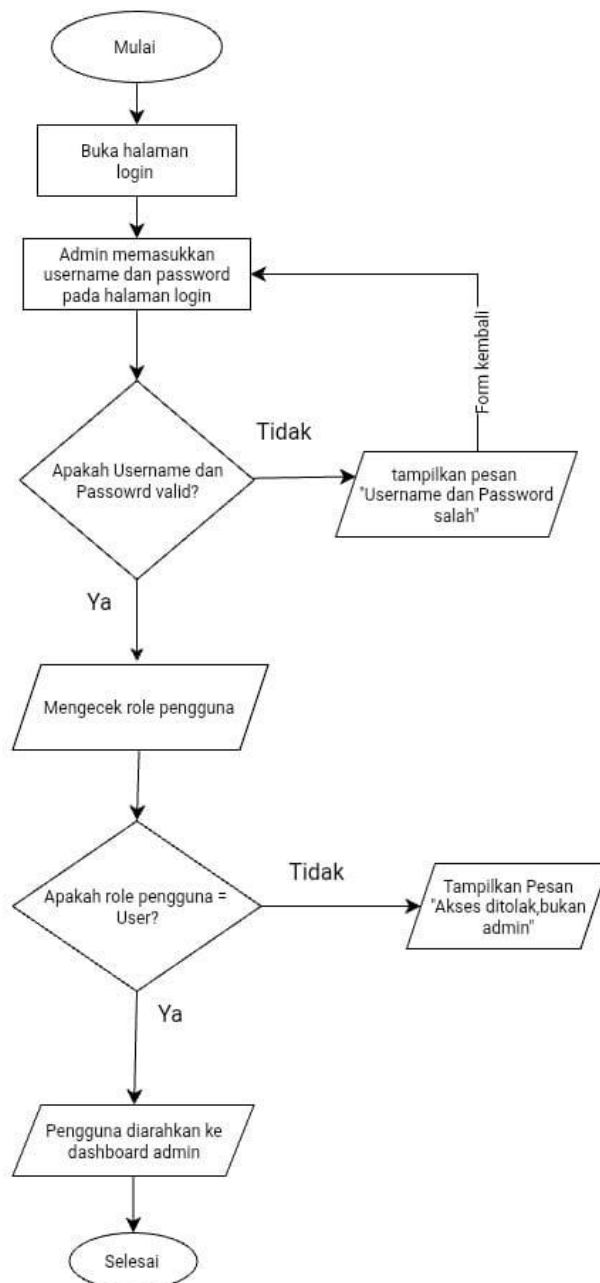 Mulai
Buka halaman
login
Admin memasukkan
username dan password
pada halaman login
Form kembali
Tidak
Apakah Username dan
Passowrd valid?
tampilkan pesan
"Username dan Password
salah"
Ya
Mengecek role pengguna
Tidak
Apakah role pengguna =
User?
Tampilkan Pesan
"Akses ditolak,bukan
admin"
Ya
Pengguna diarahkan ke
dashboard admin
Selesai